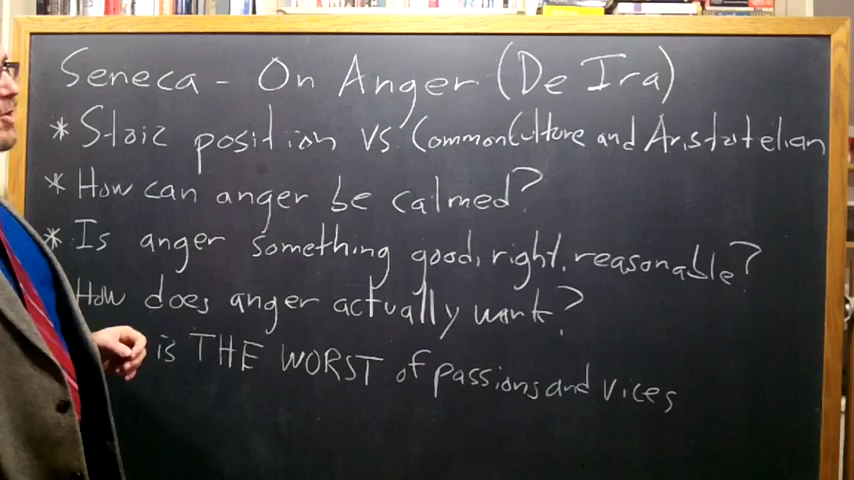 Seneca - On Anger (De Ira)
* Stoic position vs. Common Culture and Aristotelian
* How can anger be calmed?
* Is anger something good, right, reasonable?
How does anger actually work?
is THE WORST of passions and vices